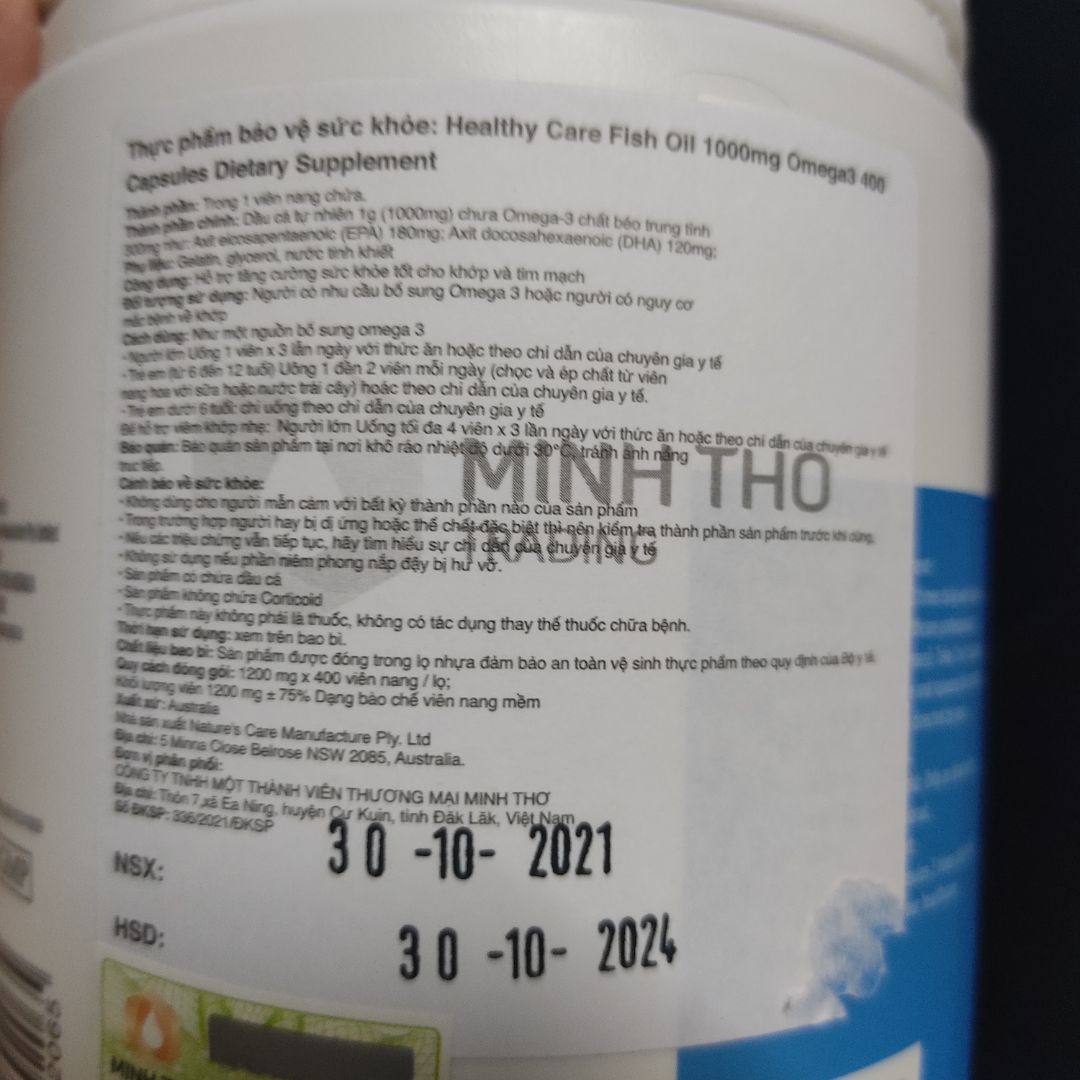 Thực phẩm bảo vệ sức khỏe: Healthy Care Fish Oil 1000mg Omega3 400
Capsules Dietary Supplement
Thành phần: Trong 1 viên nang chứa.
Thành phần chính: Dầu cá tự nhiên 1g (1000mg) chưa Omega-3 chất béo trung tính
300mg như: Axit eicosapentaenoic (EPA) 180mg; Axit docosahexaenoic (DHA) 120mg;
Phụ liệu: Gelatin, glycerol, nước tinh khiết
Công dụng: Hỗ trợ tăng cường sức khỏe tốt cho khớp và tim mạch
Đối tượng sử dụng: Người có nhu cầu bổ sung Omega 3 hoặc người có nguy cơ
mắc bệnh về khớp
Cách dùng: Như một nguồn bổ sung omega 3
- Người lớn Uống 1 viên x 3 lần ngày với thức ăn hoặc theo chỉ dẫn của chuyên gia y tế
- Trẻ em (từ 6 đến 12 tuổi) Uông 1 đến 2 viên mỗi ngày (chọc và ép chất từ viên
nang hòa với sữa hoặc nước trái cây) hoác theo chỉ dẫn của chuyên gia y tế.
- Trẻ em dưới 6 tuổi: chỉ uống theo chỉ dẫn của chuyên gia y tế
Để hỗ trợ viêm khớp nhẹ: Người lớn Uống tối đa 4 viên x 3 lần ngày với thức ăn hoặc theo chỉ dẫn của chuyên gia y tế
Bảo quản: Bảo quản sản phẩm tại nơi khô ráo nhiệt độ dưới 30°C, tránh ánh nắng
trực tiếp.
MINH THO
TRADING
Cảnh báo về sức khỏe:
- Không dùng cho người mẫn cảm với bất kỳ thành phần nào của sản phẩm
- Trong trường hợp người hay bị dị ứng hoặc thể chất đặc biệt thì nên kiểm tra thành phần sản phẩm trước khi dùng.
- Nếu các triệu chứng vẫn tiếp tục, hãy tìm hiểu sự chỉ dẫn của chuyên gia y tế
- Không sử dụng nếu phần niêm phong nắp đậy bị hư vỡ.
- Sản phẩm có chứa dầu cá
- Sản phẩm không chứa Corticoid
- Thực phẩm này không phải là thuốc, không có tác dụng thay thế thuốc chữa bệnh.
Thời hạn sử dụng: xem trên bao bì.
Chất liệu bao bì: Sản phẩm được đóng trong lọ nhựa đảm bảo an toàn vệ sinh thực phẩm theo quy định của Bộ y tế.
Quy cách đóng gói: 1200 mg x 400 viên nang / lọ;
Khối lượng viên 1200 mg ± 75% Dạng bào chế viên nang mềm
Xuất xứ: Australia
Nhà sản xuất Nature's Care Manufacture Ply. Ltd
Địa chỉ: 5 Minna Close Belrose NSW 2085, Australia.
Đơn vị phân phối:
CÔNG TY TNHH MỘT THÀNH VIÊN THƯƠNG MẠI MINH THƠ
Địa chỉ: Thôn 7,xã Ea Ning, huyện Cư Kuin, tỉnh Đăk Lăk, Việt Nam
Số ĐKSP: 336/2021/ĐKSP
NSX: 30 -10- 2021
HSD: 30 -10- 2024